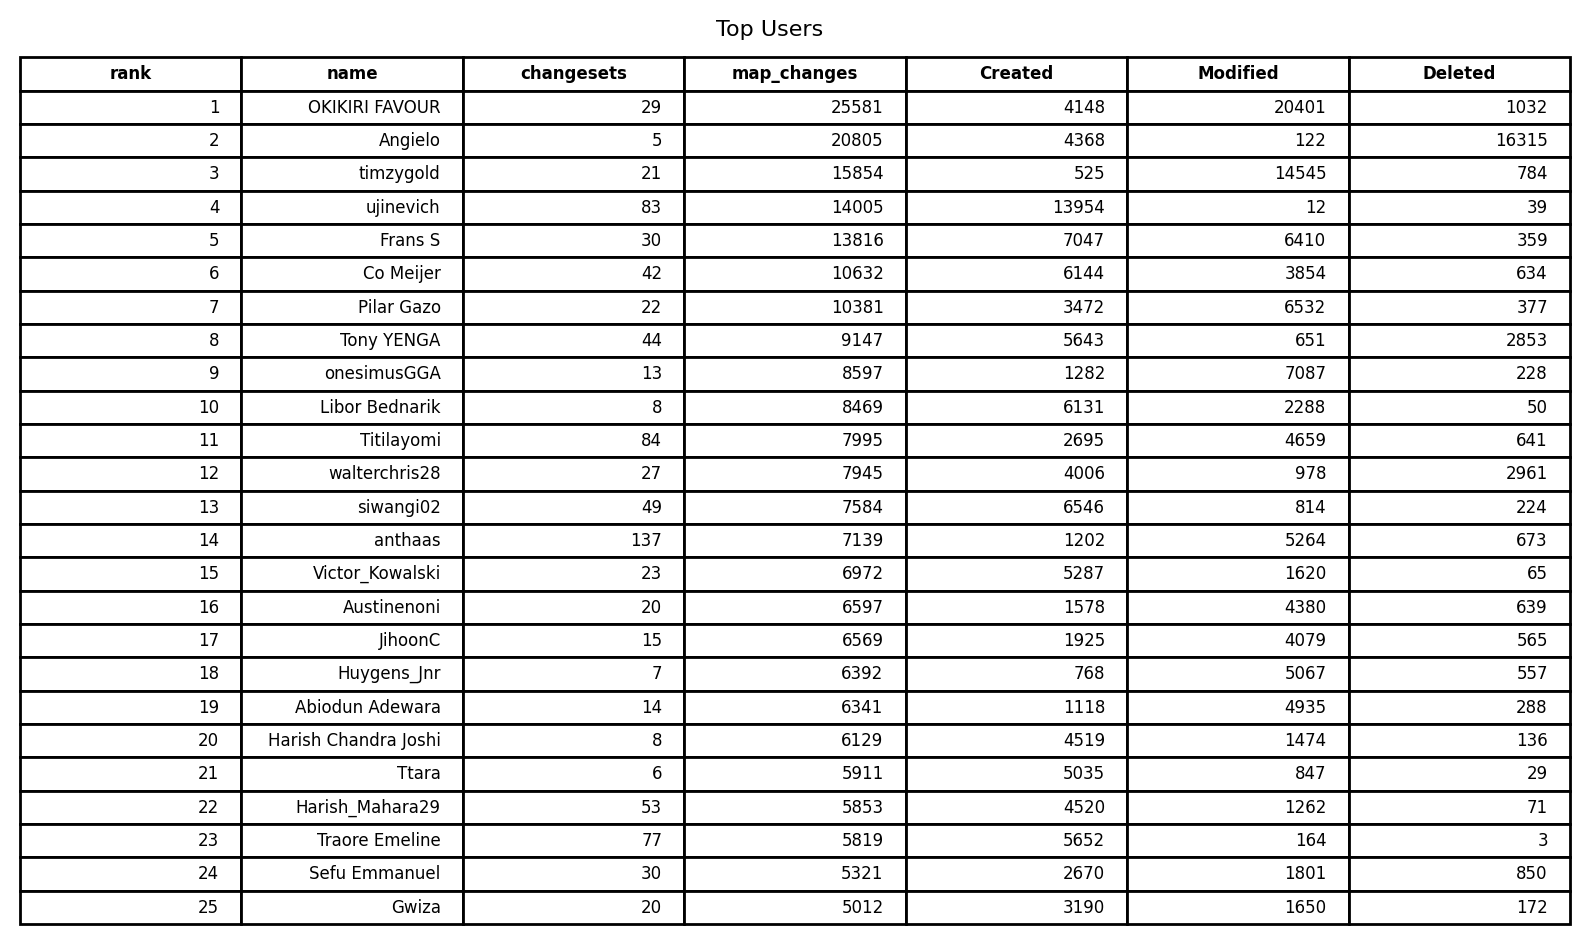 Top Users
rank name changesets map_changes Created Modified Deleted
1 OKIKIRI FAVOUR 29 25581 4148 20401 1032
2 Angielo 5 20805 4368 122 16315
3 timzygold 21 15854 525 14545 784
4 ujinevich 83 14005 13954 12 39
5 Frans S 30 13816 7047 6410 359
6 Co Meijer 42 10632 6144 3854 634
7 Pilar Gazo 22 10381 3472 6532 377
8 Tony YENGA 44 9147 5643 651 2853
9 onesimusGGA 13 8597 1282 7087 228
10 Libor Bednarik 8 8469 6131 2288 50
11 Titilayomi 84 7995 2695 4659 641
12 walterchris28 27 7945 4006 978 2961
13 siwangi02 49 7584 6546 814 224
14 anthaas 137 7139 1202 5264 673
15 Victor_Kowalski 23 6972 5287 1620 65
16 Austinenoni 20 6597 1578 4380 639
17 JihoonC 15 6569 1925 4079 565
18 Huygens_Jnr 7 6392 768 5067 557
19 Abiodun Adewara 14 6341 1118 4935 288
20 Harish Chandra Joshi 8 6129 4519 1474 136
21 Ttara 6 5911 5035 847 29
22 Harish_Mahara29 53 5853 4520 1262 71
23 Traore Emeline 77 5819 5652 164 3
24 Sefu Emmanuel 30 5321 2670 1801 850
25 Gwiza 20 5012 3190 1650 172